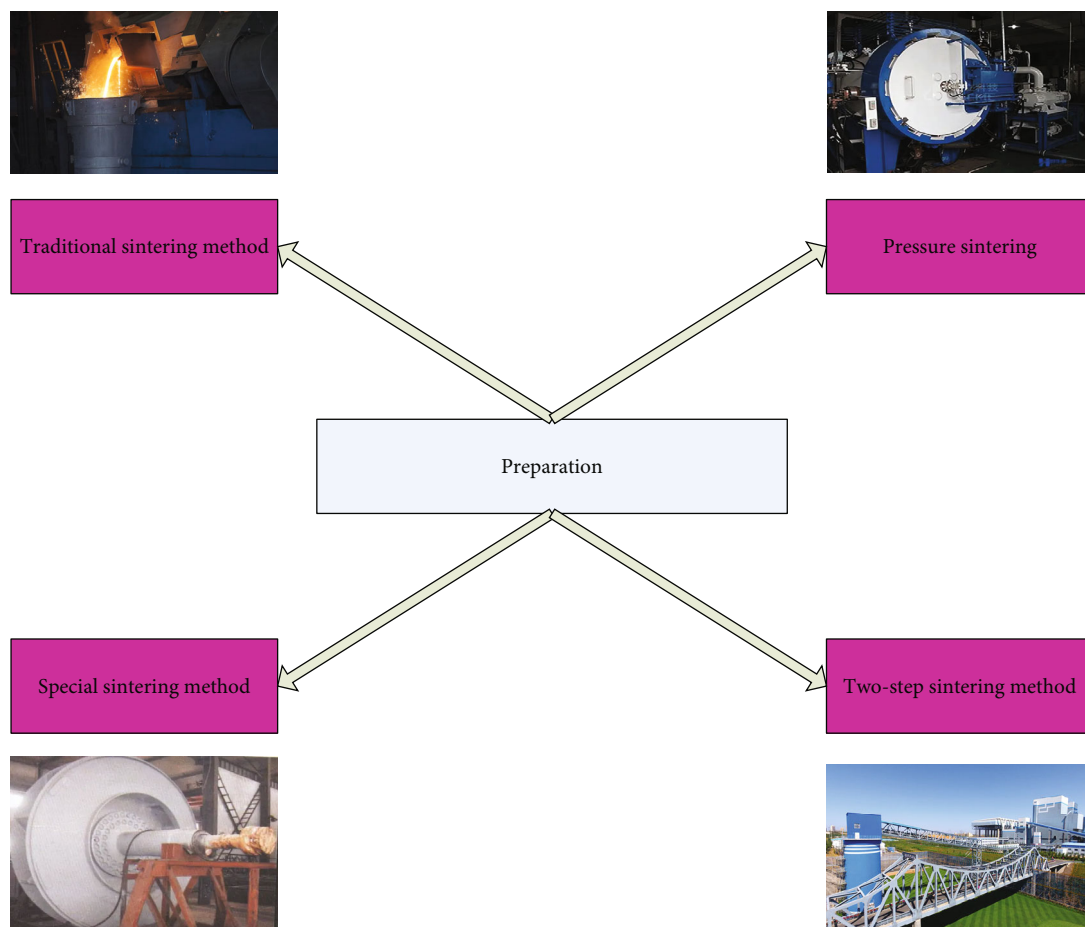 Traditional sintering method
Pressure sintering
Preparation
Special sintering method
Two-step sintering method